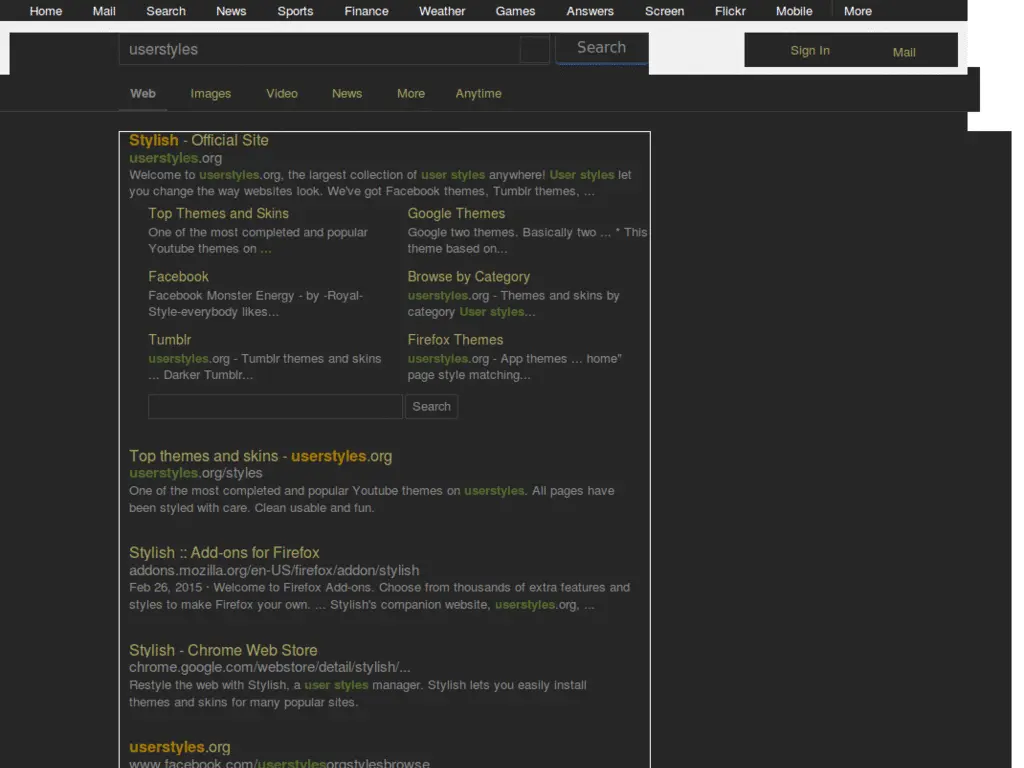 Home Mail Search News Sports Finance Weather Games Answers Screen Flickr Mobile More
userstyles Search Sign In Mail
Web Images Video News More Anytime
Stylish - Official Site
userstyles.org
Welcome to userstyles.org, the largest collection of user styles anywhere! User styles let
you change the way websites look. We've got Facebook themes, Tumblr themes, ...
Top Themes and Skins
One of the most completed and popular
Youtube themes on ...
Google Themes
Google two themes. Basically two ... * This
theme based on...
Facebook
Facebook Monster Energy - by -Royal-
Style-everybody likes...
Browse by Category
userstyles.org - Themes and skins by
category User styles...
Tumblr
userstyles.org - Tumblr themes and skins
... Darker Tumblr...
Firefox Themes
userstyles.org - App themes ... home"
page style matching...
Search
Top themes and skins - userstyles.org
userstyles.org/styles
One of the most completed and popular Youtube themes on userstyles. All pages have
been styled with care. Clean usable and fun.
Stylish :: Add-ons for Firefox
addons.mozilla.org/en-US/firefox/addon/stylish
Feb 26, 2015 · Welcome to Firefox Add-ons. Choose from thousands of extra features and
styles to make Firefox your own. ... Stylish's companion website, userstyles.org, ...
Stylish - Chrome Web Store
chrome.google.com/webstore/detail/stylish/...
Restyle the web with Stylish, a user styles manager. Stylish lets you easily install
themes and skins for many popular sites.
userstyles.org
www.facebook.com/userstylesorgstylesbrowse